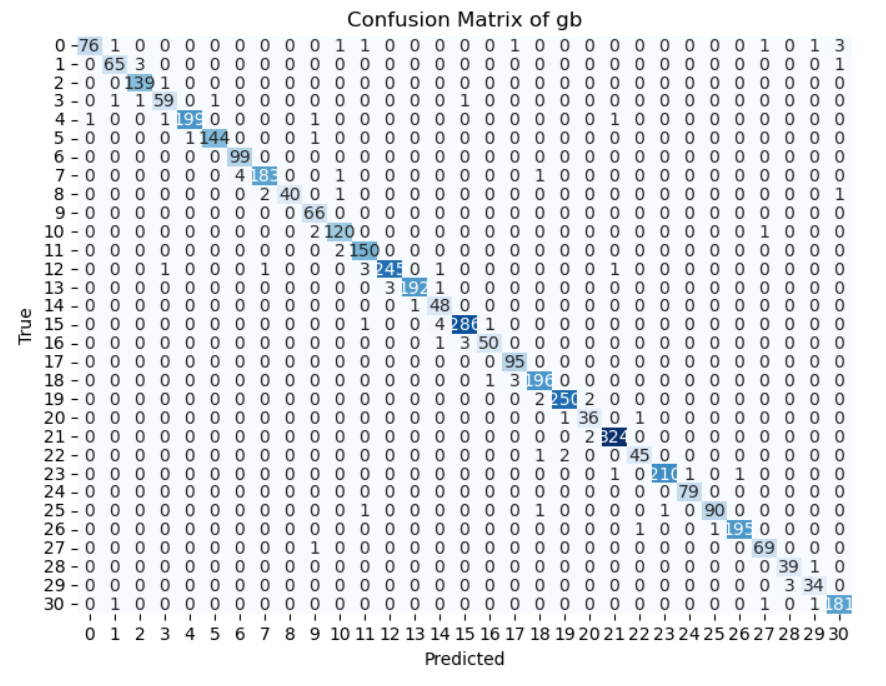 Confusion Matrix of gb
0 76 1 0 0 0 0 0 0 0 0 1 1 0 0 0 0 0 1 0 0 0 0 0 0 0 0 0 1 0 1 3
1 0 65 3 0 0 0 0 0 0 0 0 0 0 0 0 0 0 0 0 0 0 0 0 0 0 0 0 0 0 0 1
2 0 0 139 1 0 0 0 0 0 0 0 0 0 0 0 0 0 0 0 0 0 0 0 0 0 0 0 0 0 0 0
3 0 1 1 59 0 1 0 0 0 0 0 0 0 0 0 1 0 0 0 0 0 0 0 0 0 0 0 0 0 0 0
4 1 0 0 1 199 0 0 0 0 1 0 0 0 0 0 0 0 0 0 0 0 1 0 0 0 0 0 0 0 0 0
5 0 0 0 0 1 144 0 0 0 1 0 0 0 0 0 0 0 0 0 0 0 0 0 0 0 0 0 0 0 0 0
6 0 0 0 0 0 0 99 0 0 0 0 0 0 0 0 0 0 0 0 0 0 0 0 0 0 0 0 0 0 0 0
7 0 0 0 0 0 0 4 183 0 0 1 0 0 0 0 0 0 0 1 0 0 0 0 0 0 0 0 0 0 0 0
8 0 0 0 0 0 0 0 2 40 0 1 0 0 0 0 0 0 0 0 0 0 0 0 0 0 0 0 0 0 0 1
9 0 0 0 0 0 0 0 0 0 66 0 0 0 0 0 0 0 0 0 0 0 0 0 0 0 0 0 0 0 0 0
10 0 0 0 0 0 0 0 0 0 2 120 0 0 0 0 0 0 0 0 0 0 0 0 0 0 0 0 1 0 0 0
11 0 0 0 0 0 0 0 0 0 0 2 150 0 0 0 0 0 0 0 0 0 0 0 0 0 0 0 0 0 0 0
12 0 0 0 1 0 0 0 1 0 0 0 3 245 0 1 0 0 0 0 0 0 1 0 0 0 0 0 0 0 0 0
13 0 0 0 0 0 0 0 0 0 0 0 0 3 192 1 0 0 0 0 0 0 0 0 0 0 0 0 0 0 0 0
14 0 0 0 0 0 0 0 0 0 0 0 0 0 1 48 0 0 0 0 0 0 0 0 0 0 0 0 0 0 0 0
15 0 0 0 0 0 0 0 0 0 0 0 1 0 0 4 286 1 0 0 0 0 0 0 0 0 0 0 0 0 0 0
16 0 0 0 0 0 0 0 0 0 0 0 0 0 0 1 3 50 0 0 0 0 0 0 0 0 0 0 0 0 0 0
17 0 0 0 0 0 0 0 0 0 0 0 0 0 0 0 0 0 95 0 0 0 0 0 0 0 0 0 0 0 0 0
18 0 0 0 0 0 0 0 0 0 0 0 0 0 0 0 0 1 3 196 0 0 0 0 0 0 0 0 0 0 0 0
19 0 0 0 0 0 0 0 0 0 0 0 0 0 0 0 0 0 0 2 250 2 0 0 0 0 0 0 0 0 0 0
20 0 0 0 0 0 0 0 0 0 0 0 0 0 0 0 0 0 0 0 1 36 0 1 0 0 0 0 0 0 0 0
21 0 0 0 0 0 0 0 0 0 0 0 0 0 0 0 0 0 0 0 0 2 324 0 0 0 0 0 0 0 0 0
22 0 0 0 0 0 0 0 0 0 0 0 0 0 0 0 0 0 0 1 2 0 0 45 0 0 0 0 0 0 0 0
23 0 0 0 0 0 0 0 0 0 0 0 0 0 0 0 0 0 0 0 0 0 1 0 210 1 0 1 0 0 0 0
24 0 0 0 0 0 0 0 0 0 0 0 0 0 0 0 0 0 0 0 0 0 0 0 0 79 0 0 0 0 0 0
25 0 0 0 0 0 0 0 0 0 0 0 1 0 0 0 0 0 0 1 0 0 0 0 1 0 90 0 0 0 0 0
26 0 0 0 0 0 0 0 0 0 0 0 0 0 0 0 0 0 0 0 0 0 0 1 0 0 1 195 0 0 0 0
27 0 0 0 0 0 0 0 0 0 1 0 0 0 0 0 0 0 0 0 0 0 0 0 0 0 0 0 69 0 0 0
28 0 0 0 0 0 0 0 0 0 0 0 0 0 0 0 0 0 0 0 0 0 0 0 0 0 0 0 0 39 1 0
29 0 0 0 0 0 0 0 0 0 0 0 0 0 0 0 0 0 0 0 0 0 0 0 0 0 0 0 0 3 34 0
30 0 1 0 0 0 0 0 0 0 0 0 0 0 0 0 0 0 0 0 0 0 0 0 0 0 0 0 1 0 1 181
True
0 1 2 3 4 5 6 7 8 9 10 11 12 13 14 15 16 17 18 19 20 21 22 23 24 25 26 27 28 29 30
Predicted